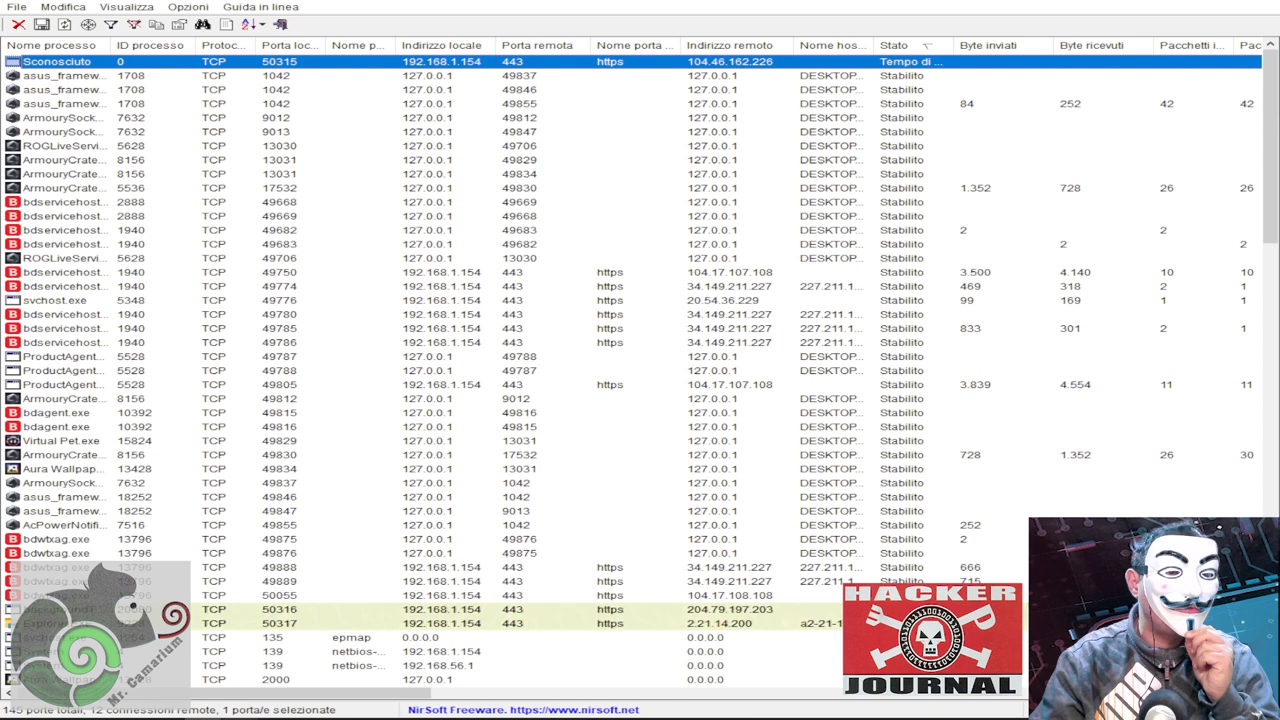 File Modifica Visualizza Opzioni Guida in linea
Nome processo ID processo Protoc... Porta loc... Nome p... Indirizzo locale Porta remota Nome porta ... Indirizzo remoto Nome hos... Stato Byte inviati Byte ricevuti Pacchetti i... Pac
Sconosciuto 0 TCP 50315 192.168.1.154 443 https 104.46.162.226 Tempo di ...
asus_framew... 1708 TCP 1042 127.0.0.1 49837 127.0.0.1 DESKTOP... Stabilito
asus_framew... 1708 TCP 1042 127.0.0.1 49846 127.0.0.1 DESKTOP... Stabilito
asus_framew... 1708 TCP 1042 127.0.0.1 49855 127.0.0.1 DESKTOP... Stabilito 84 252 42 42
ArmourySock... 7632 TCP 9012 127.0.0.1 49812 127.0.0.1 DESKTOP... Stabilito
ArmourySock... 7632 TCP 9013 127.0.0.1 49847 127.0.0.1 DESKTOP... Stabilito
ROGLiveServi... 5628 TCP 13030 127.0.0.1 49706 127.0.0.1 DESKTOP... Stabilito
ArmouryCrate... 8156 TCP 13031 127.0.0.1 49829 127.0.0.1 DESKTOP... Stabilito
ArmouryCrate... 8156 TCP 13031 127.0.0.1 49834 127.0.0.1 DESKTOP... Stabilito
ArmouryCrate... 5536 TCP 17532 127.0.0.1 49830 127.0.0.1 DESKTOP... Stabilito 1.352 728 26 26
bdservicehost... 2888 TCP 49668 127.0.0.1 49669 127.0.0.1 DESKTOP... Stabilito
bdservicehost... 2888 TCP 49669 127.0.0.1 49668 127.0.0.1 DESKTOP... Stabilito
bdservicehost... 1940 TCP 49682 127.0.0.1 49683 127.0.0.1 DESKTOP... Stabilito 2 2
bdservicehost... 1940 TCP 49683 127.0.0.1 49682 127.0.0.1 DESKTOP... Stabilito 2 2
ROGLiveServi... 5628 TCP 49706 127.0.0.1 13030 127.0.0.1 DESKTOP... Stabilito
bdservicehost... 1940 TCP 49750 192.168.1.154 443 https 104.17.107.108 Stabilito 3.500 4.140 10 10
bdservicehost... 1940 TCP 49774 192.168.1.154 443 https 34.149.211.227 227.211.1... Stabilito 469 318 2 1
svchost.exe 5348 TCP 49776 192.168.1.154 443 https 20.54.36.229 Stabilito 99 169 1 1
bdservicehost... 1940 TCP 49780 192.168.1.154 443 https 34.149.211.227 227.211.1... Stabilito
bdservicehost... 1940 TCP 49785 192.168.1.154 443 https 34.149.211.227 227.211.1... Stabilito 833 301 2 1
bdservicehost... 1940 TCP 49786 192.168.1.154 443 https 34.149.211.227 227.211.1... Stabilito
ProductAgent... 5528 TCP 49787 127.0.0.1 49788 127.0.0.1 DESKTOP... Stabilito
ProductAgent... 5528 TCP 49788 127.0.0.1 49787 127.0.0.1 DESKTOP... Stabilito
ProductAgent... 5528 TCP 49805 192.168.1.154 443 https 104.17.107.108 Stabilito 3.839 4.554 11 11
ArmouryCrate... 8156 TCP 49812 127.0.0.1 9012 127.0.0.1 DESKTOP... Stabilito
bdagent.exe 10392 TCP 49815 127.0.0.1 49816 127.0.0.1 DESKTOP... Stabilito
bdagent.exe 10392 TCP 49816 127.0.0.1 49815 127.0.0.1 DESKTOP... Stabilito
Virtual Pet.exe 15824 TCP 49829 127.0.0.1 13031 127.0.0.1 DESKTOP... Stabilito
ArmouryCrate... 8156 TCP 49830 127.0.0.1 17532 127.0.0.1 DESKTOP... Stabilito 728 1.352 26 30
Aura Wallpap... 13428 TCP 49834 127.0.0.1 13031 127.0.0.1 DESKTOP... Stabilito
ArmourySock... 7632 TCP 49837 127.0.0.1 1042 127.0.0.1 DESKTOP... Stabilito
asus_framew... 18252 TCP 49846 127.0.0.1 1042 127.0.0.1 DESKTOP... Stabilito
asus_framew... 18252 TCP 49847 127.0.0.1 9013 127.0.0.1 DESKTOP... Stabilito
AcPowerNotifi... 7516 TCP 49855 127.0.0.1 1042 127.0.0.1 DESKTOP... Stabilito 252
bdwtxag.exe 13796 TCP 49875 127.0.0.1 49876 127.0.0.1 DESKTOP... Stabilito 2
bdwtxag.exe 13796 TCP 49876 127.0.0.1 49875 127.0.0.1 DESKTOP... Stabilito
bdwtxag.exe 13796 TCP 49888 192.168.1.154 443 https 34.149.211.227 227.211.1... Stabilito 666
bdwtxag.exe 13796 TCP 49889 192.168.1.154 443 https 34.149.211.227 227.211.1... Stabilito 715
bdwtxag.exe 13796 TCP 50055 192.168.1.154 443 https 104.17.108.108
TCP 50316 192.168.1.154 443 https 204.79.197.203
TCP 50317 192.168.1.154 443 https 2.21.14.200 a2-21-1
TCP 135 epmap 0.0.0.0 0.0.0.0
TCP 139 netbios-... 192.168.1.154 0.0.0.0
TCP 139 netbios-... 192.168.56.1 0.0.0.0
TCP 2000 127.0.0.1 0.0.0.0
145 porte totali, 12 connessioni remote, 1 porta/e selezionate NirSoft Freeware. https://www.nirsoft.net
Mr. Camarium
HACKER
JOURNAL